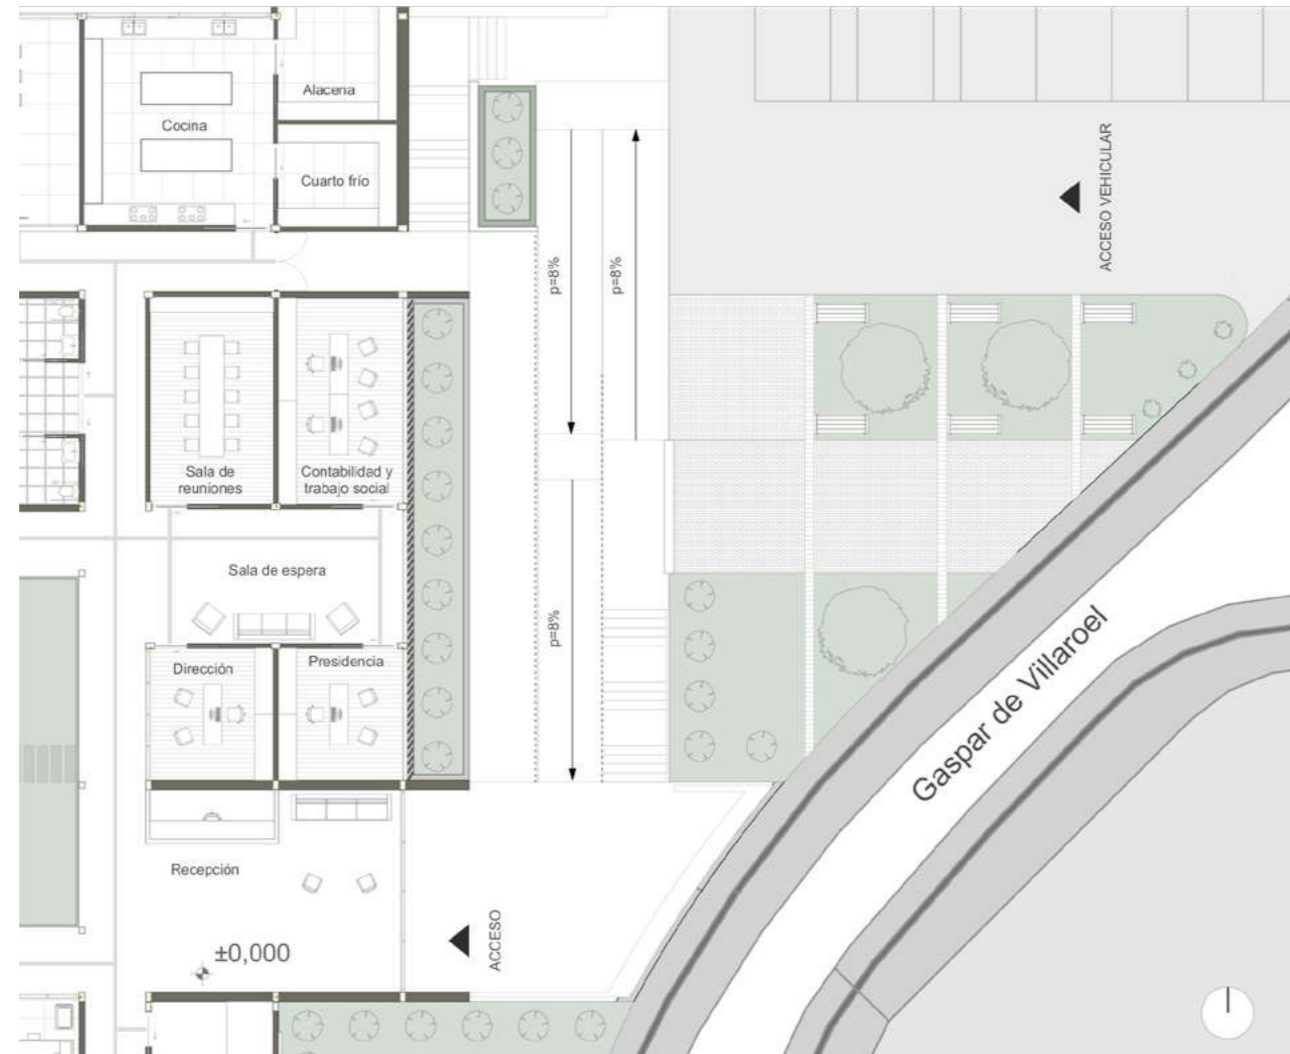 Alacena
Cocina
Cuarto frío
ACCESO VEHICULAR
p=8%
p=8%
Sala de
reuniones
Contabilidad y
trabajo social
Sala de espera
p=8%
Dirección
Presidencia
Gaspar de Villaroel
Recepción
ACCESO
±0,000